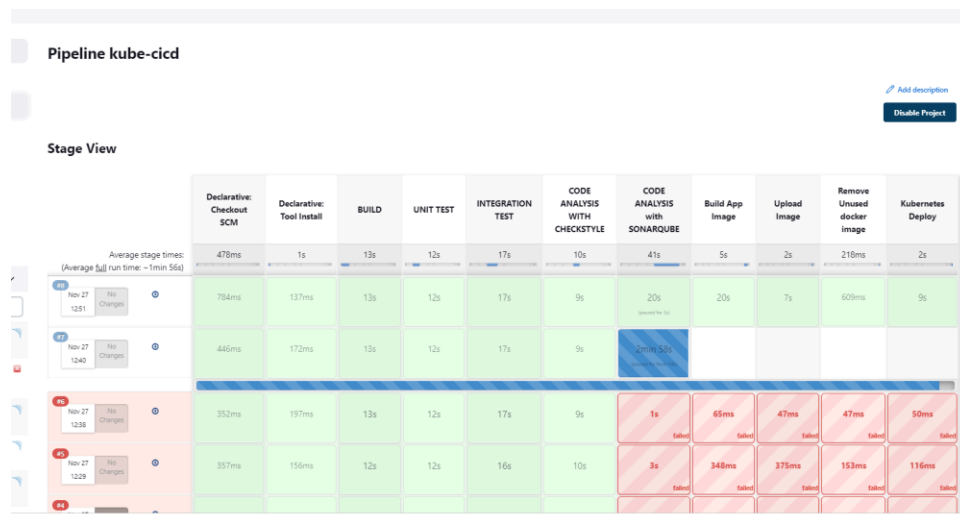 Pipeline kube-cicd
Add description
Disable Project
Stage View
Declarative: Checkout SCM
Declarative: Tool Install
BUILD
UNIT TEST
INTEGRATION TEST
CODE ANALYSIS WITH CHECKSTYLE
CODE ANALYSIS with SONARQUBE
Build App Image
Upload Image
Remove Unused docker image
Kubernetes Deploy
Average stage times:
(Average full run time: ~1min 56s)
478ms 1s 13s 12s 17s 10s 41s 5s 2s 218ms 2s
#8
Nov 27 No Changes
12:51
784ms 137ms 13s 12s 17s 9s 20s 20s 7s 609ms 9s
#7
Nov 27 No Changes
12:40
446ms 172ms 13s 12s 17s 9s 2min 58s
#6
Nov 27 No Changes
12:38
352ms 197ms 13s 12s 17s 9s 1s 65ms 47ms 47ms 50ms
failed failed failed failed failed
#5
Nov 27 No Changes
12:29
357ms 156ms 12s 12s 16s 10s 3s 348ms 375ms 153ms 116ms
failed failed failed failed failed
#4